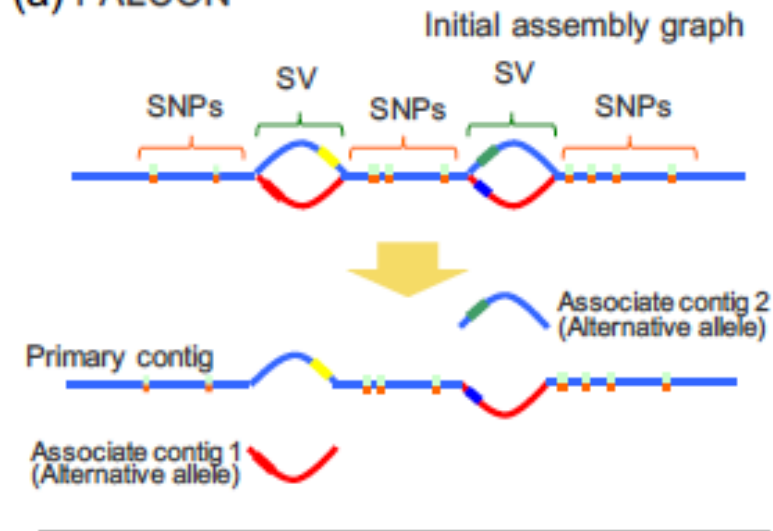 (a) FALCON
Initial assembly graph
SV
SV
SNPs
SNPs
SNPs
Associate contig 2
(Alternative allele)
Primary contig
Associate contig 1
(Alternative allele)